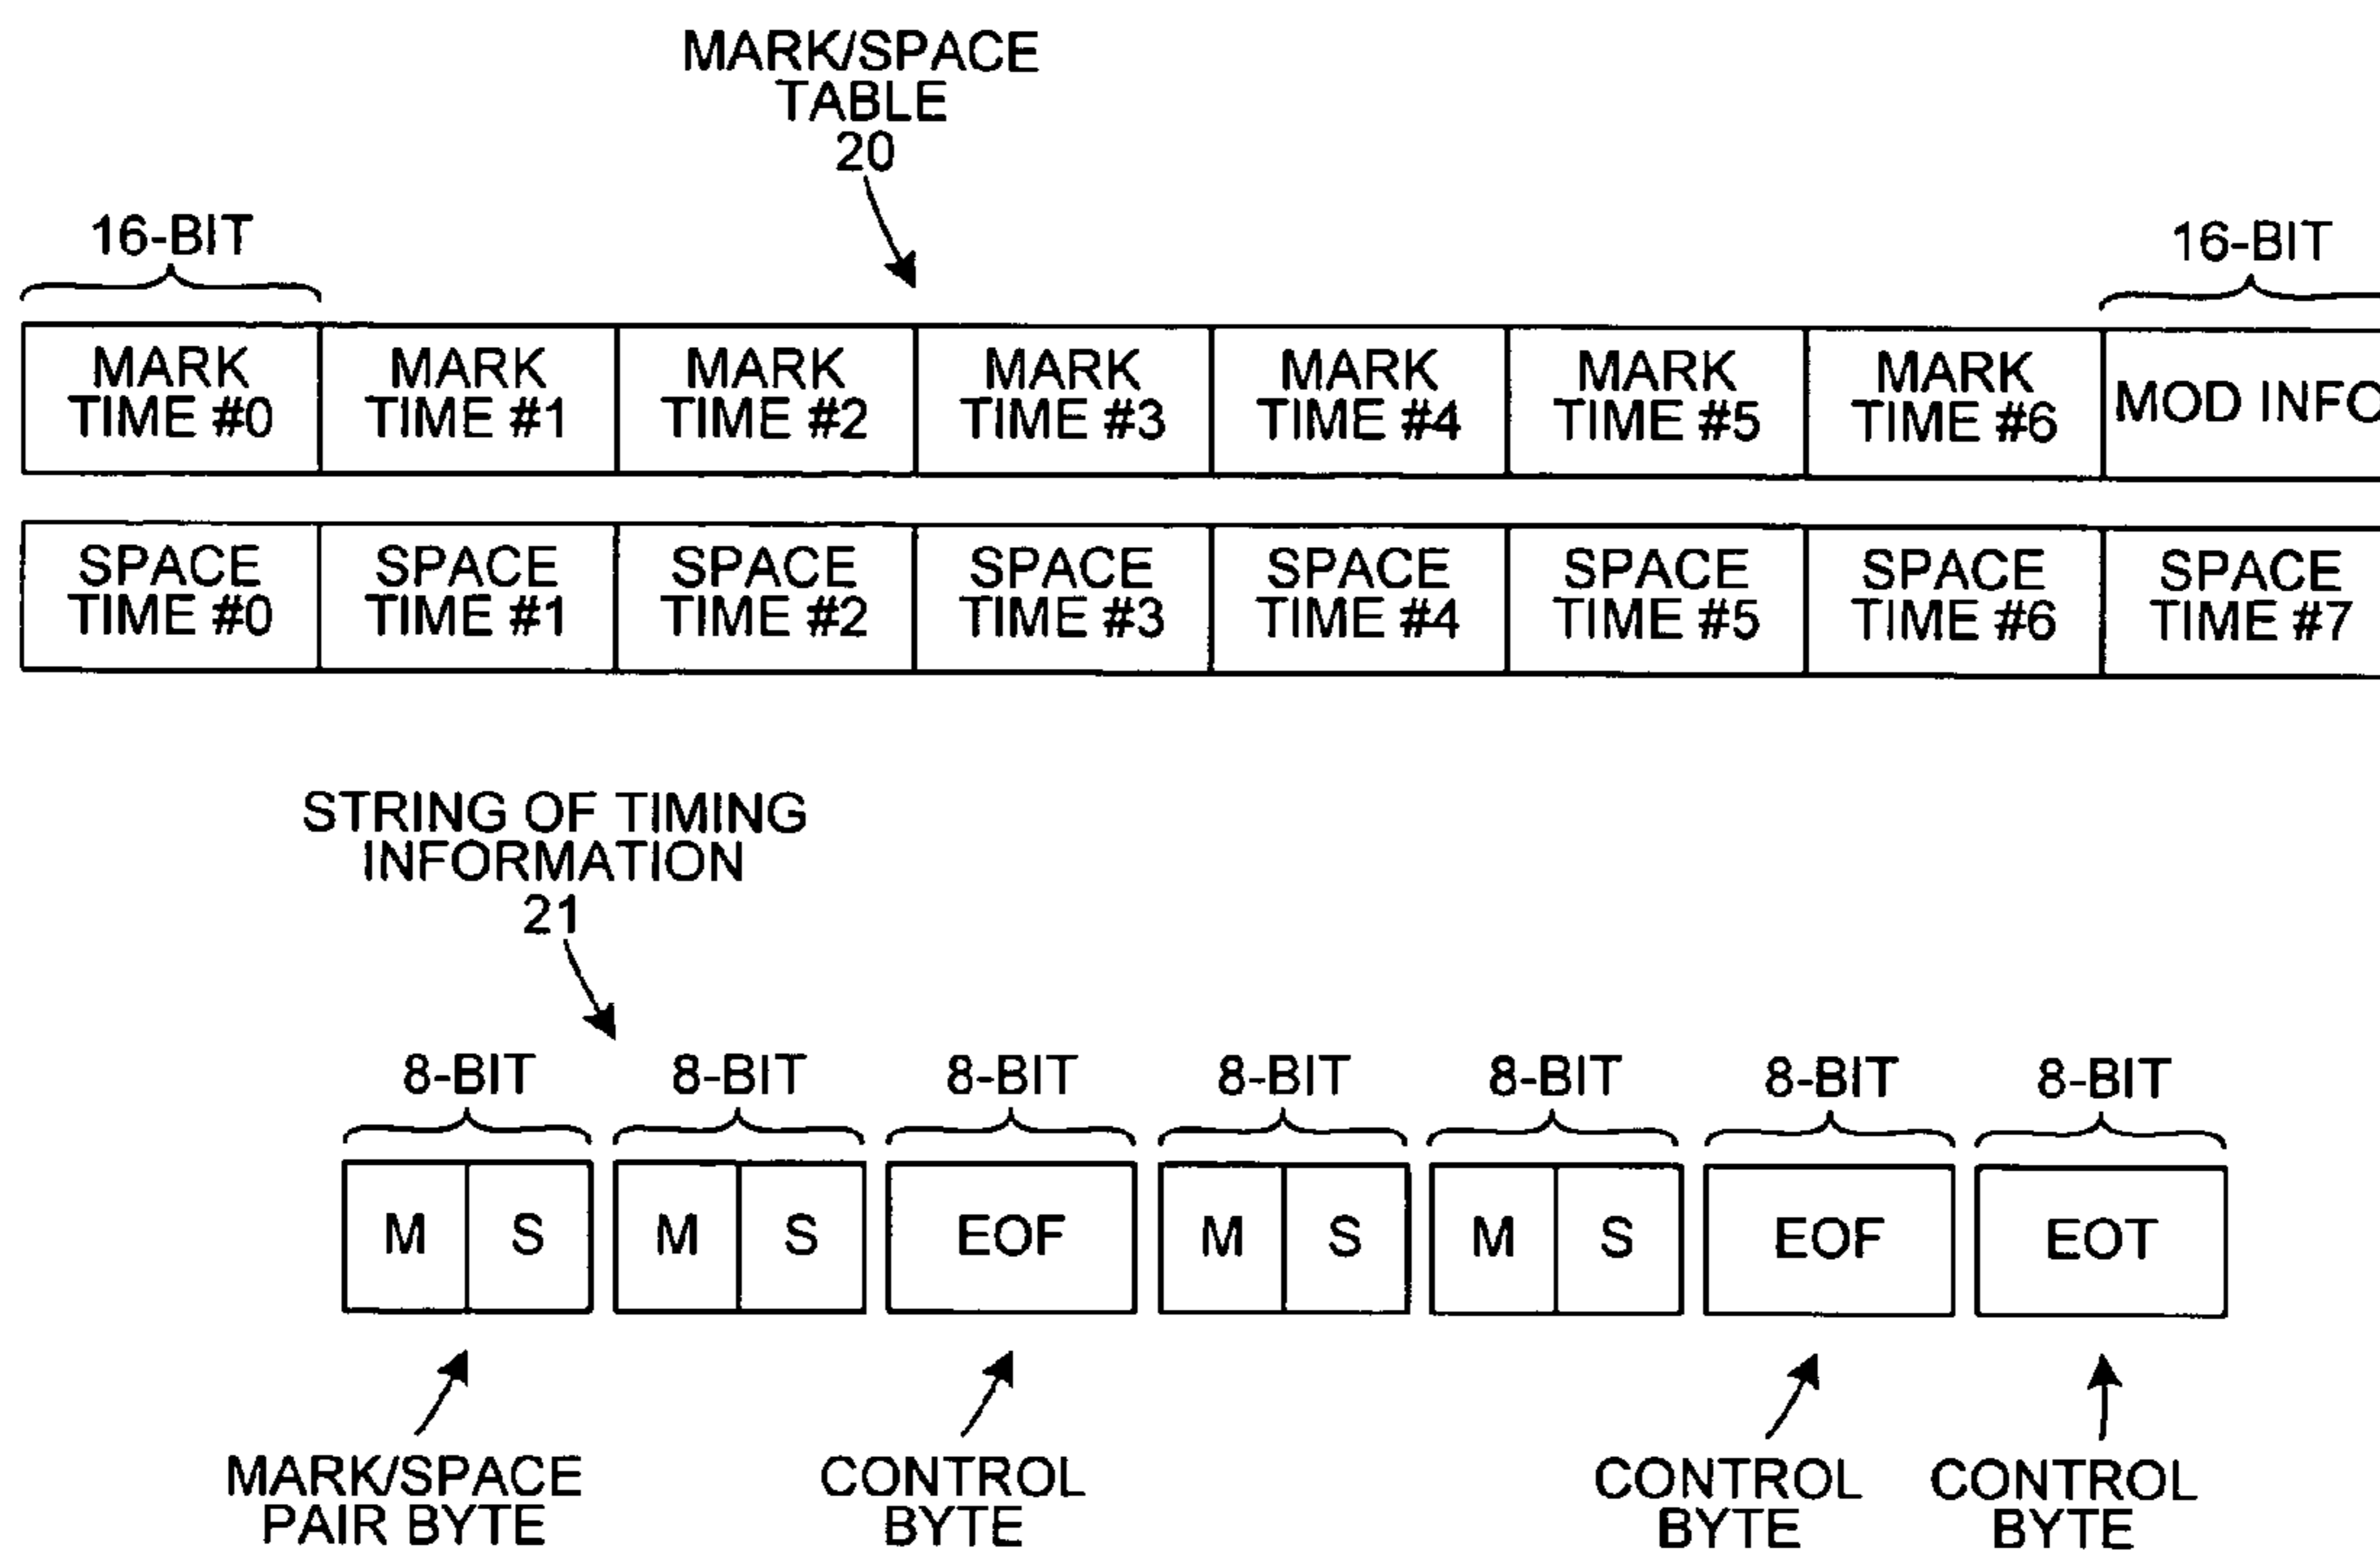 MARK/SPACE
TABLE
20
16-BIT
16-BIT
MARK
TIME #0
MARK
TIME #1
MARK
TIME #2
MARK
TIME #3
MARK
TIME #4
MARK
TIME #5
MARK
TIME #6
MOD INFO
SPACE
TIME #0
SPACE
TIME #1
SPACE
TIME #2
SPACE
TIME #3
SPACE
TIME #4
SPACE
TIME #5
SPACE
TIME #6
SPACE
TIME #7
STRING OF TIMING
INFORMATION
21
8-BIT
8-BIT
8-BIT
8-BIT
8-BIT
8-BIT
8-BIT
M
S
M
S
EOF
M
S
M
S
EOF
EOT
MARK/SPACE
PAIR BYTE
CONTROL
BYTE
CONTROL
BYTE
CONTROL
BYTE